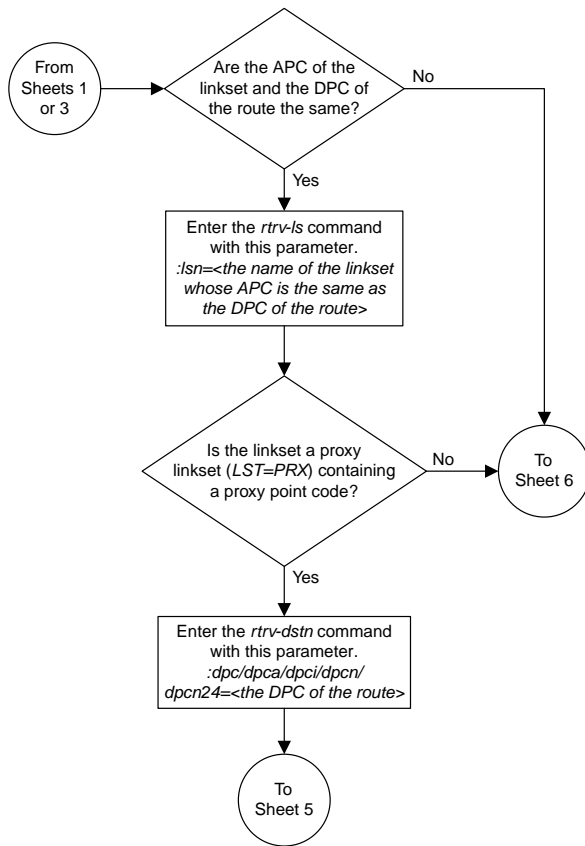 From
Sheets 1
or 3
Are the APC of the
linkset and the DPC of
the route the same?
No
Yes
Enter the rtrv-ls command
with this parameter.
:lsn=<the name of the linkset
whose APC is the same as
the DPC of the route>
Is the linkset a proxy
linkset (LST=PRX) containing
a proxy point code?
No
To
Sheet 6
Yes
Enter the rtrv-dstn command
with this parameter.
:dpc/dpca/dpci/dpcn/
dpcn24=<the DPC of the route>
To
Sheet 5